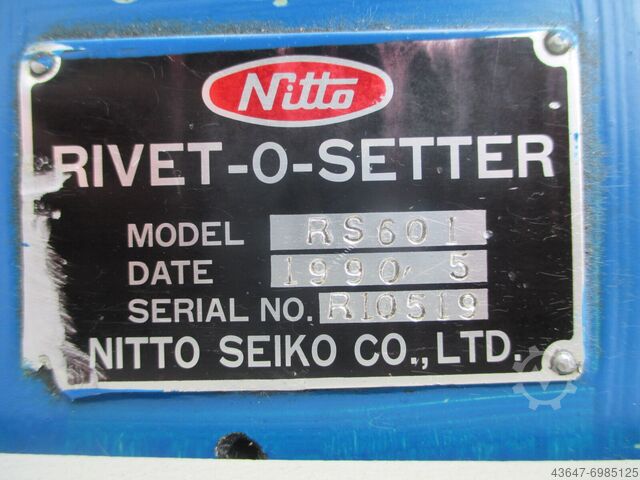 Nitto
RIVET-O-SETTER
MODEL RS601
DATE 1990. 5
SERIAL NO. R10519
NITTO SEIKO CO., LTD.
43647-6985125